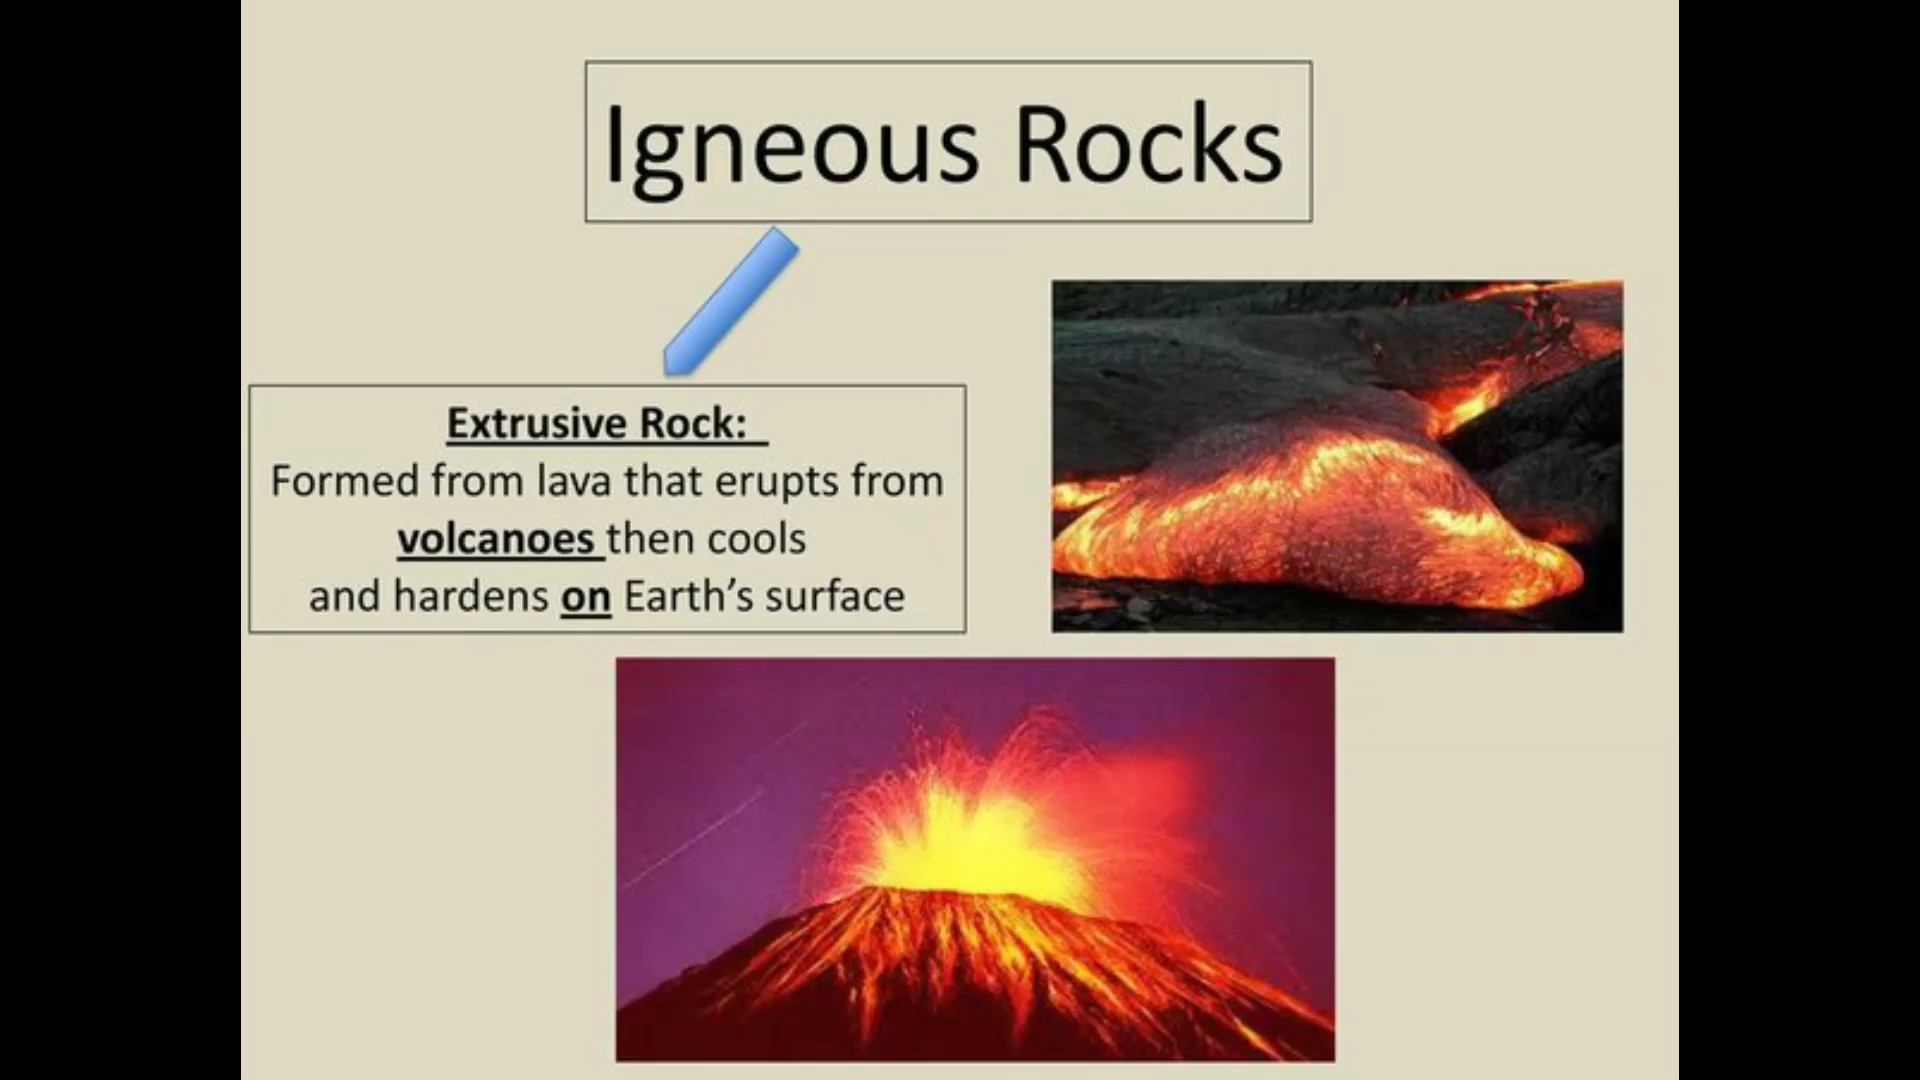 Igneous Rocks
Extrusive Rock:
Formed from lava that erupts from
volcanoes then cools
and hardens on Earth’s surface